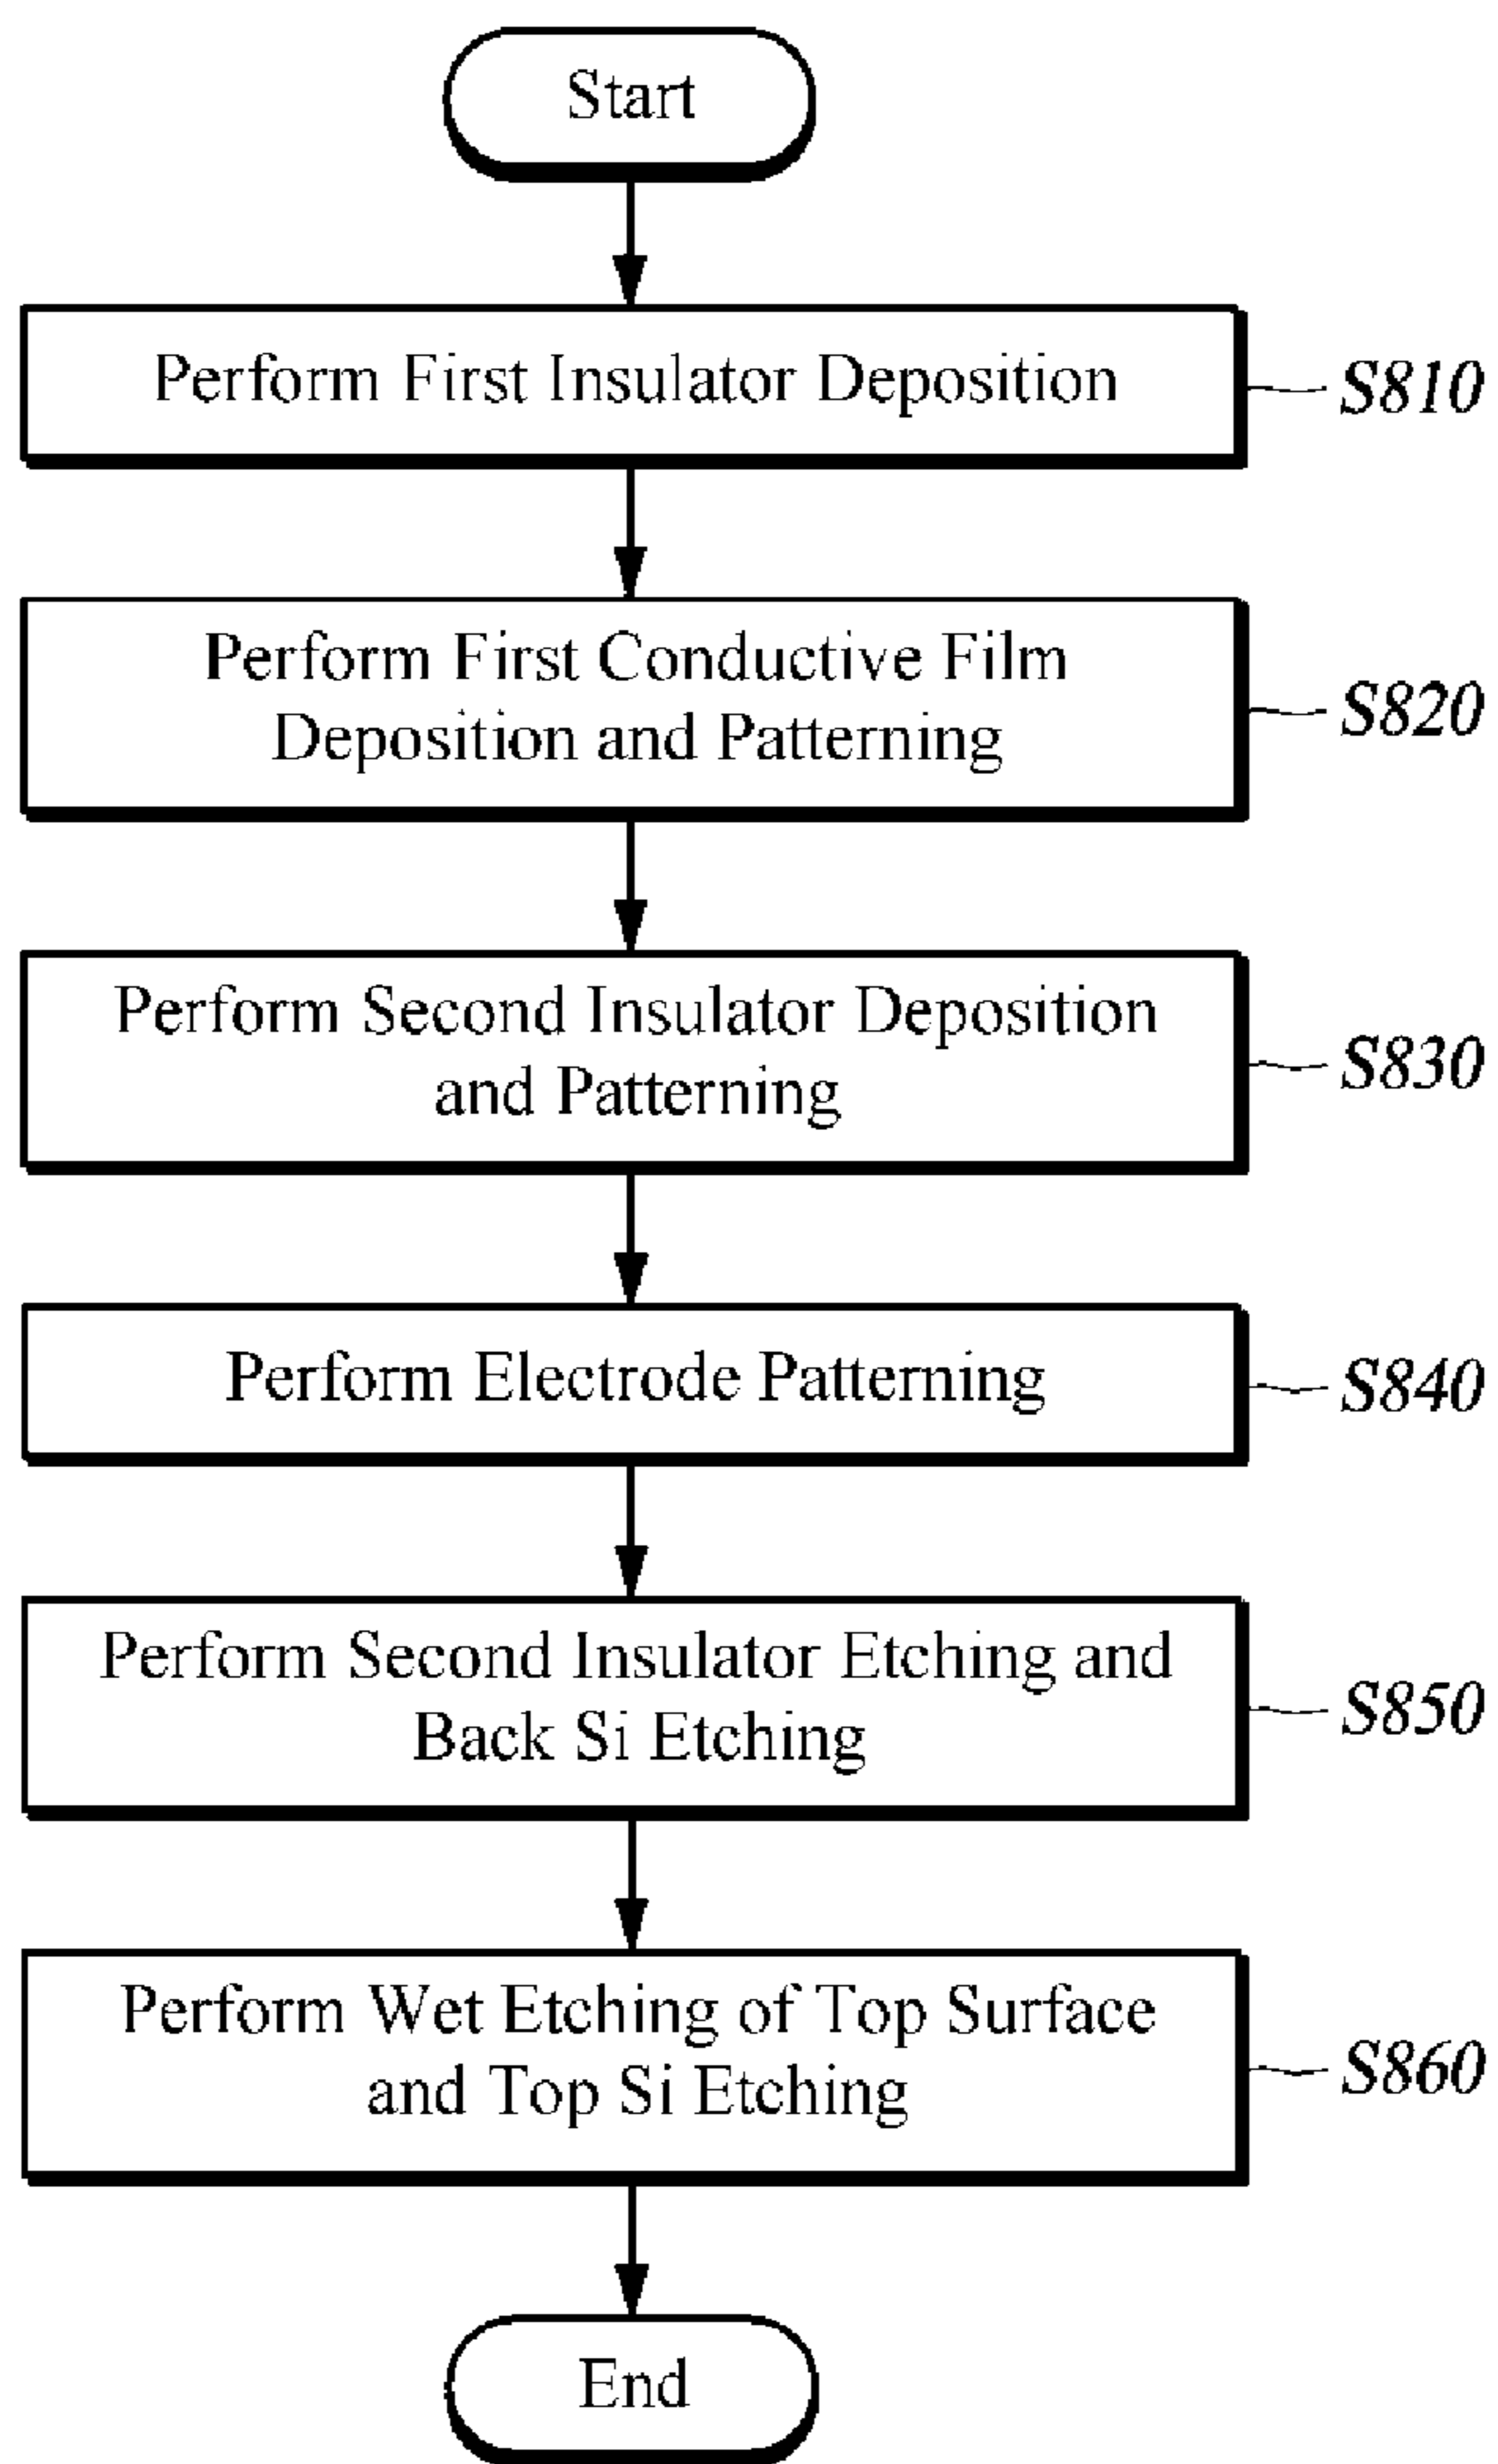 Start
Perform First Insulator Deposition
S810
Perform First Conductive Film
Deposition and Patterning
S820
Perform Second Insulator Deposition
and Patterning
S830
Perform Electrode Patterning
S840
Perform Second Insulator Etching and
Back Si Etching
S850
Perform Wet Etching of Top Surface
and Top Si Etching
S860
End